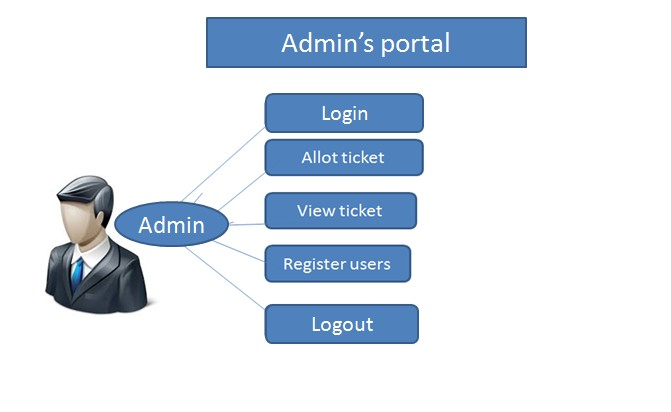 Admin’s portal
Login
Allot ticket
View ticket
Admin
Register users
Logout